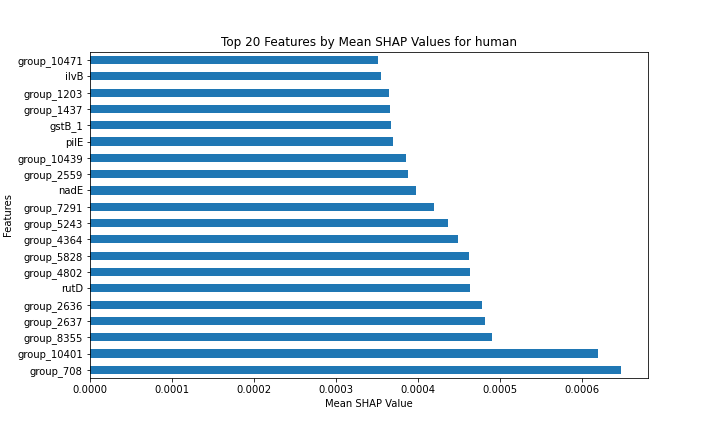 Top 20 Features by Mean SHAP Values for human
Features
group_10471
ilvB
group_1203
group_1437
gstB_1
pilE
group_10439
group_2559
nadE
group_7291
group_5243
group_4364
group_5828
group_4802
rutD
group_2636
group_2637
group_8355
group_10401
group_708
0.0000 0.0001 0.0002 0.0003 0.0004 0.0005 0.0006
Mean SHAP Value